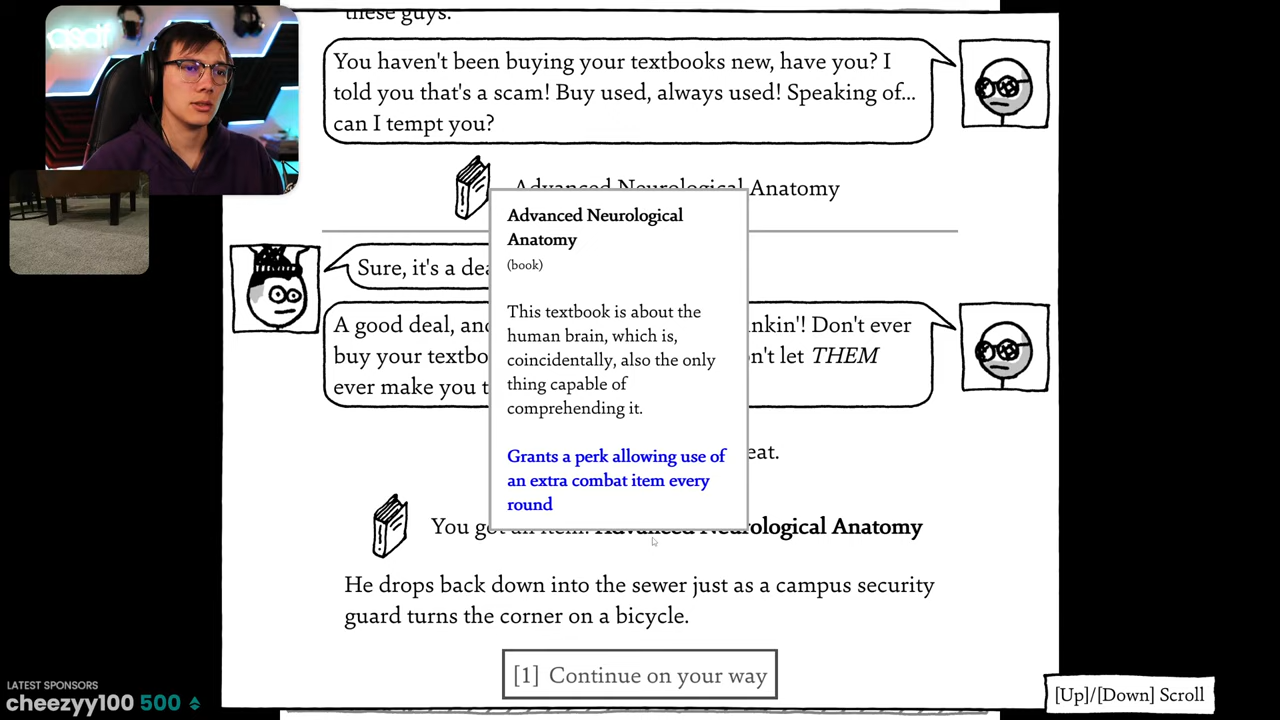 these guys.
You haven't been buying your textbooks new, have you? I
told you that's a scam! Buy used, always used! Speaking of...
can I tempt you?
Advanced Neurological Anatomy
Advanced Neurological
Anatomy
(book)
This textbook is about the
human brain, which is,
coincidentally, also the only
thing capable of
comprehending it.
Grants a perk allowing use of
an extra combat item every
round
Sure, it's a
A good deal, nkin'! Don't ever
buy your n't let THEM
ever make you
eat.
You got an item: Advanced Neurological Anatomy
He drops back down into the sewer just as a campus security
guard turns the corner on a bicycle.
[1] Continue on your way
[Up]/[Down] Scroll
LATEST SPONSORS
cheezyy100 500